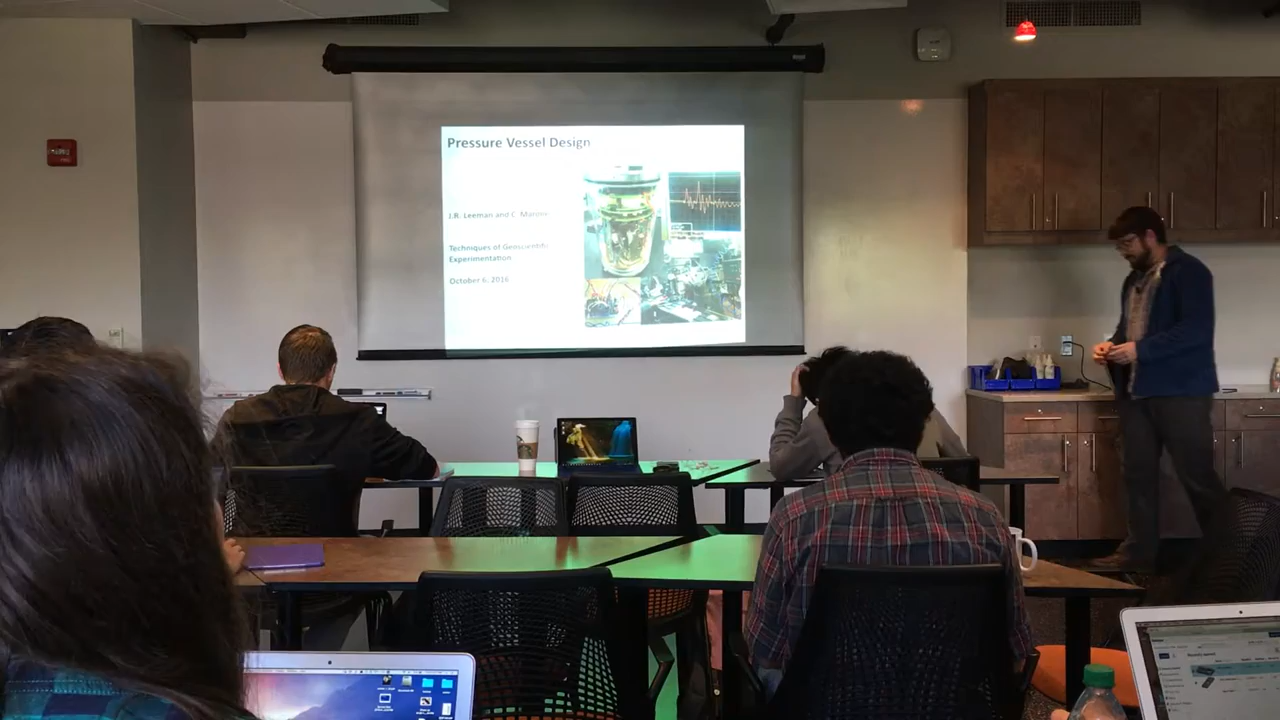 Pressure Vessel Design
J.R. Leeman and C. Marone
Techniques of Geoscientific
Experimentation
October 6, 2016